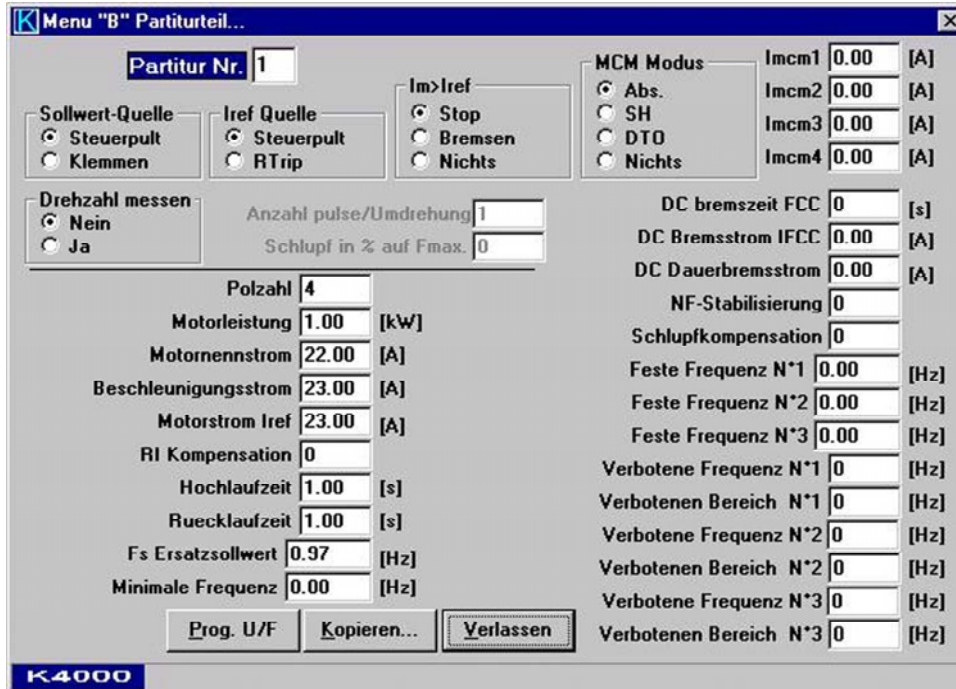 Menu "B" Partiturteil...
Partitur Nr. 1
Sollwert-Quelle
Steuerpult
Klemmen
Iref Quelle
Steuerpult
RTrip
Im>Iref
Stop
Bremsen
Nichts
MCM Modus
Abs.
SH
DTO
Nichts
Imcm1 0.00 [A]
Imcm2 0.00 [A]
Imcm3 0.00 [A]
Imcm4 0.00 [A]
Drehzahl messen
Nein
Ja
Anzahl pulse/Umdrehung 1
Schlupf in % auf Fmax. 0
Polzahl 4
Motorleistung 1.00 [kW]
Motornennstrom 22.00 [A]
Beschleunigungsstrom 23.00 [A]
Motorstrom Iref 23.00 [A]
RI Kompensation 0
Hochlaufzeit 1.00 [s]
Ruecklaufzeit 1.00 [s]
Fs Ersatzsollwert 0.97 [Hz]
Minimale Frequenz 0.00 [Hz]
DC bremszeit FCC 0 [s]
DC Bremsstrom IFCC 0.00 [A]
DC Dauerbremsstrom 0.00 [A]
NF-Stabilisierung 0
Schlupfkompensation 0
Feste Frequenz N°1 0.00 [Hz]
Feste Frequenz N°2 0.00 [Hz]
Feste Frequenz N°3 0.00 [Hz]
Verbotene Frequenz N°1 0 [Hz]
Verbotenen Bereich N°1 0 [Hz]
Verbotene Frequenz N°2 0 [Hz]
Verbotenen Bereich N°2 0 [Hz]
Verbotene Frequenz N°3 0 [Hz]
Verbotenen Bereich N°3 0 [Hz]
Prog. U/F
Kopieren...
Verlassen
K4000